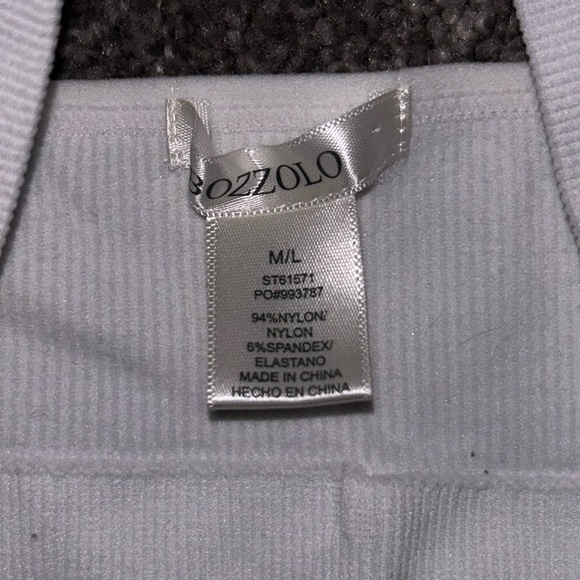 BOZZOLO
M/L
ST61571
PO#993787
94%NYLON/
NYLON
6%SPANDEX/
ELASTANO
MADE IN CHINA
HECHO EN CHINA